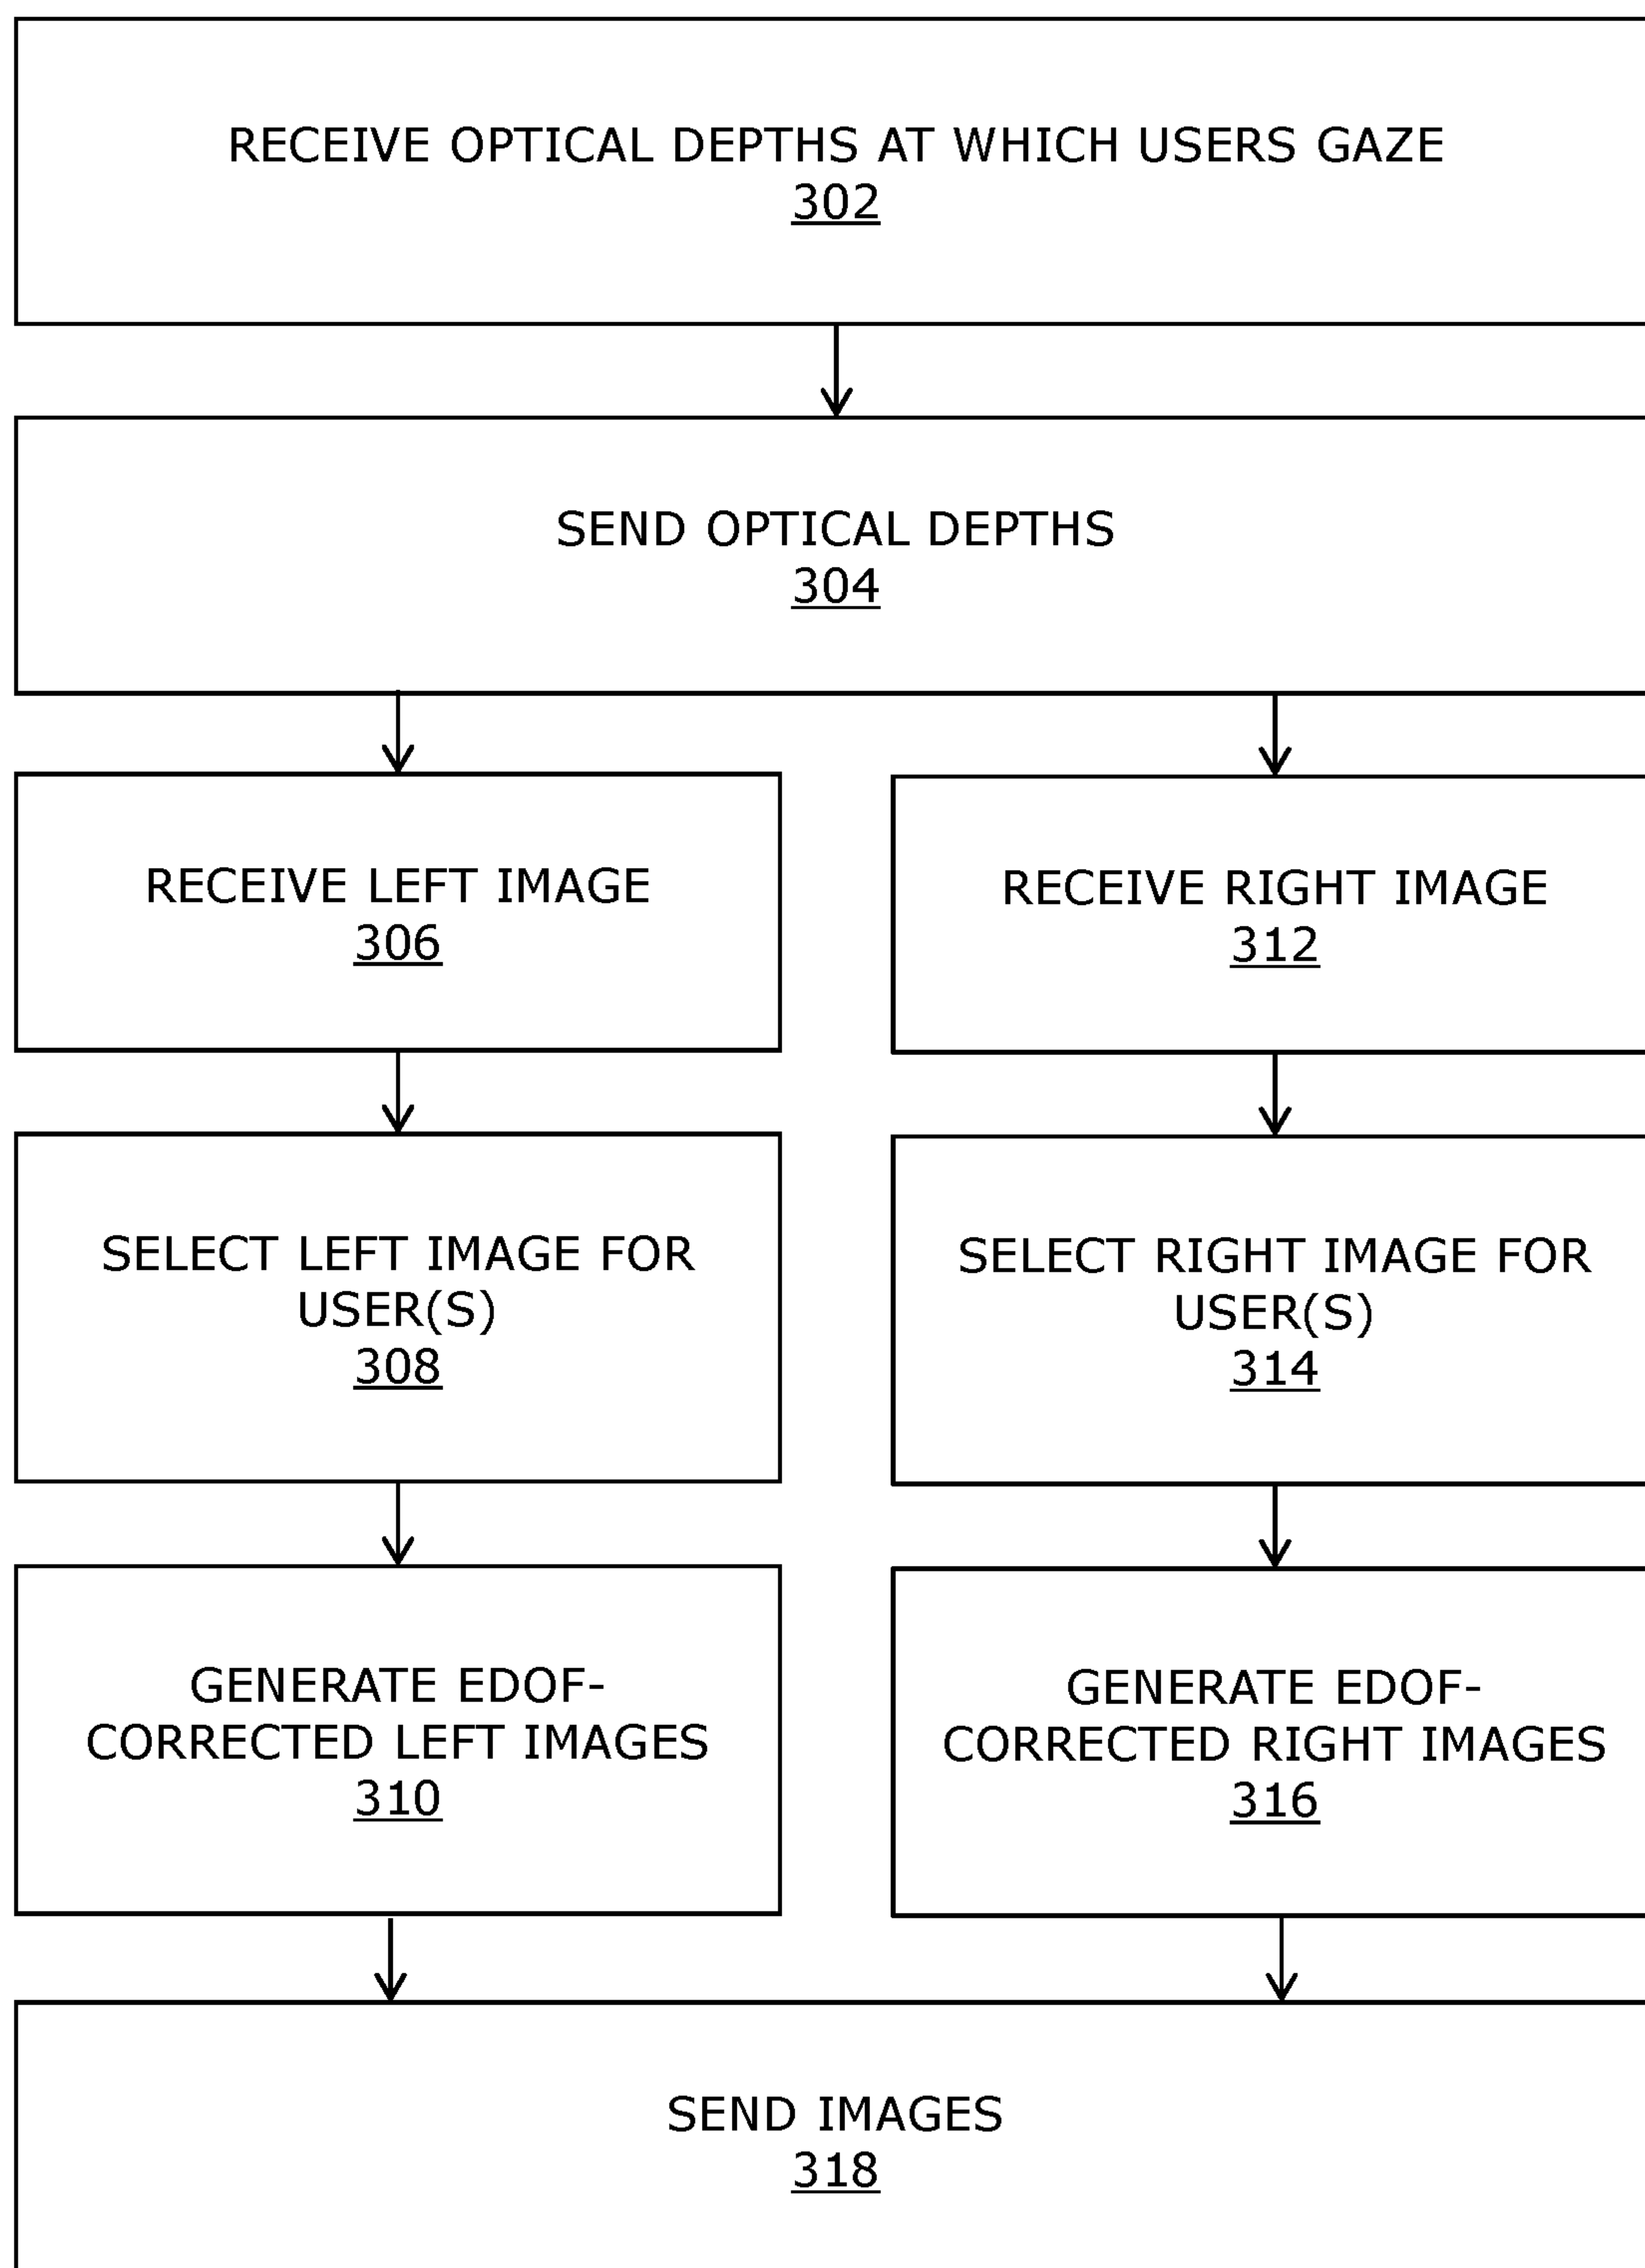 RECEIVE OPTICAL DEPTHS AT WHICH USERS GAZE
302
SEND OPTICAL DEPTHS
304
RECEIVE LEFT IMAGE
306
RECEIVE RIGHT IMAGE
312
SELECT LEFT IMAGE FOR
USER(S)
308
SELECT RIGHT IMAGE FOR
USER(S)
314
GENERATE EDOF-
CORRECTED LEFT IMAGES
310
GENERATE EDOF-
CORRECTED RIGHT IMAGES
316
SEND IMAGES
318